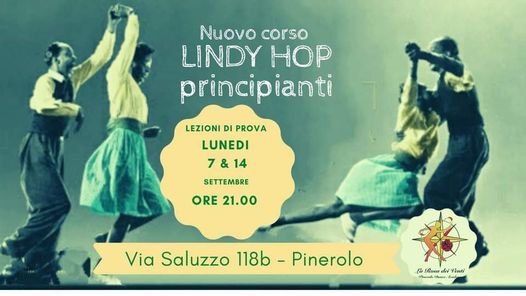 Nuovo corso
LINDY HOP
principianti
LEZIONI DI PROVA
LUNEDI
7 & 14
SETTEMBRE
ORE 21.00
Via Saluzzo 118b - Pinerolo
La Rosa dei Venti